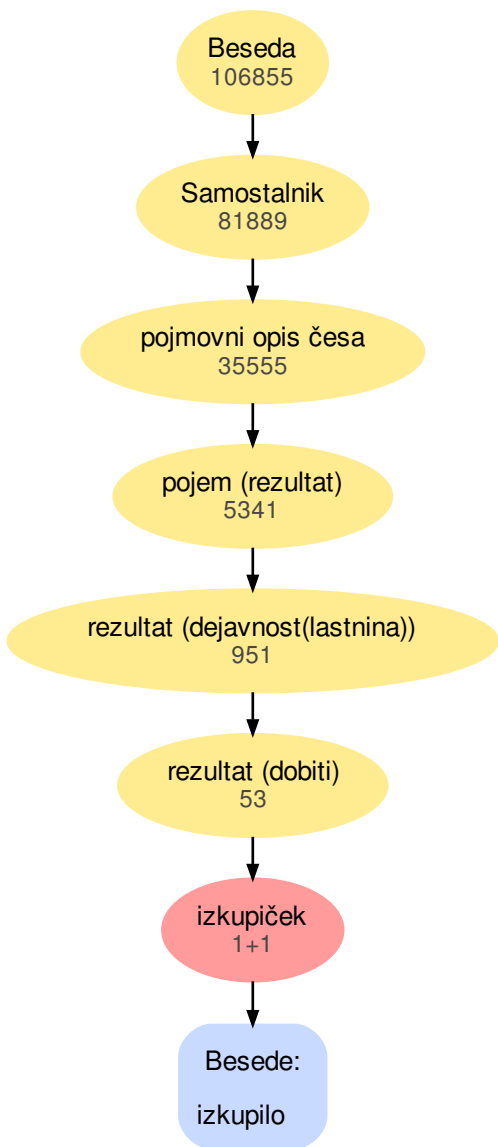 Beseda
106855
Samostalnik
81889
pojmovni opis česa
35555
pojem (rezultat)
5341
rezultat (dejavnost(lastnina))
951
rezultat (dobiti)
53
izkupiček
1+1
Besede:
izkupilo